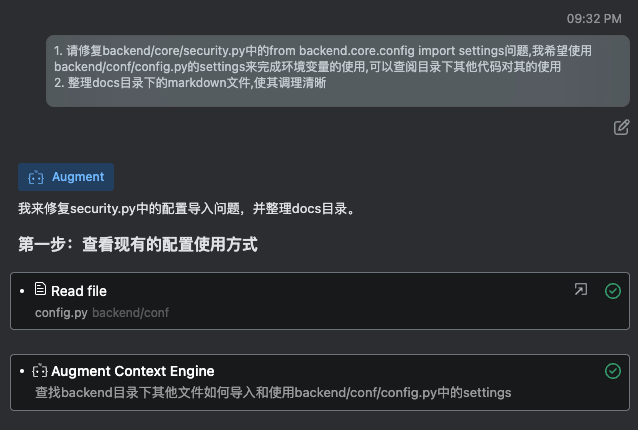 09:32 PM
1. 请修复backend/core/security.py中的from backend.core.config import settings问题,我希望使用
backend/conf/config.py的settings来完成环境变量的使用,可以查阅目录下其他代码对其的使用
2. 整理docs目录下的markdown文件,使其调理清晰
Augment
我来修复security.py中的配置导入问题，并整理docs目录。
第一步：查看现有的配置使用方式
Read file
config.py backend/conf
Augment Context Engine
查找backend目录下其他文件如何导入和使用backend/conf/config.py中的settings